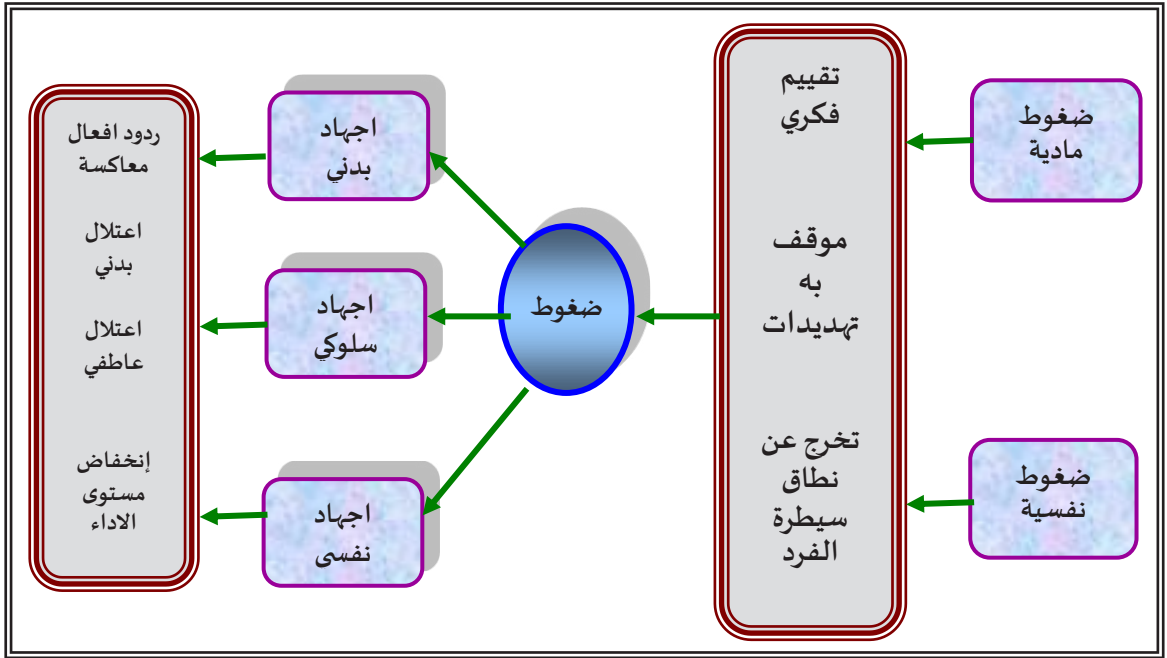 ضغوط
مادية
ضغوط
نفسية
تقييم
فكري
موقف
به
تهديدات
تخرج عن
نطاق
سيطرة
الفرد
ضغوط
اجهاد
بدني
اجهاد
سلوكي
اجهاد
نفسى
ردود افعال
معاكسة
اعتلال
بدني
اعتلال
عاطفي
إنخفاض
مستوى
الاداء